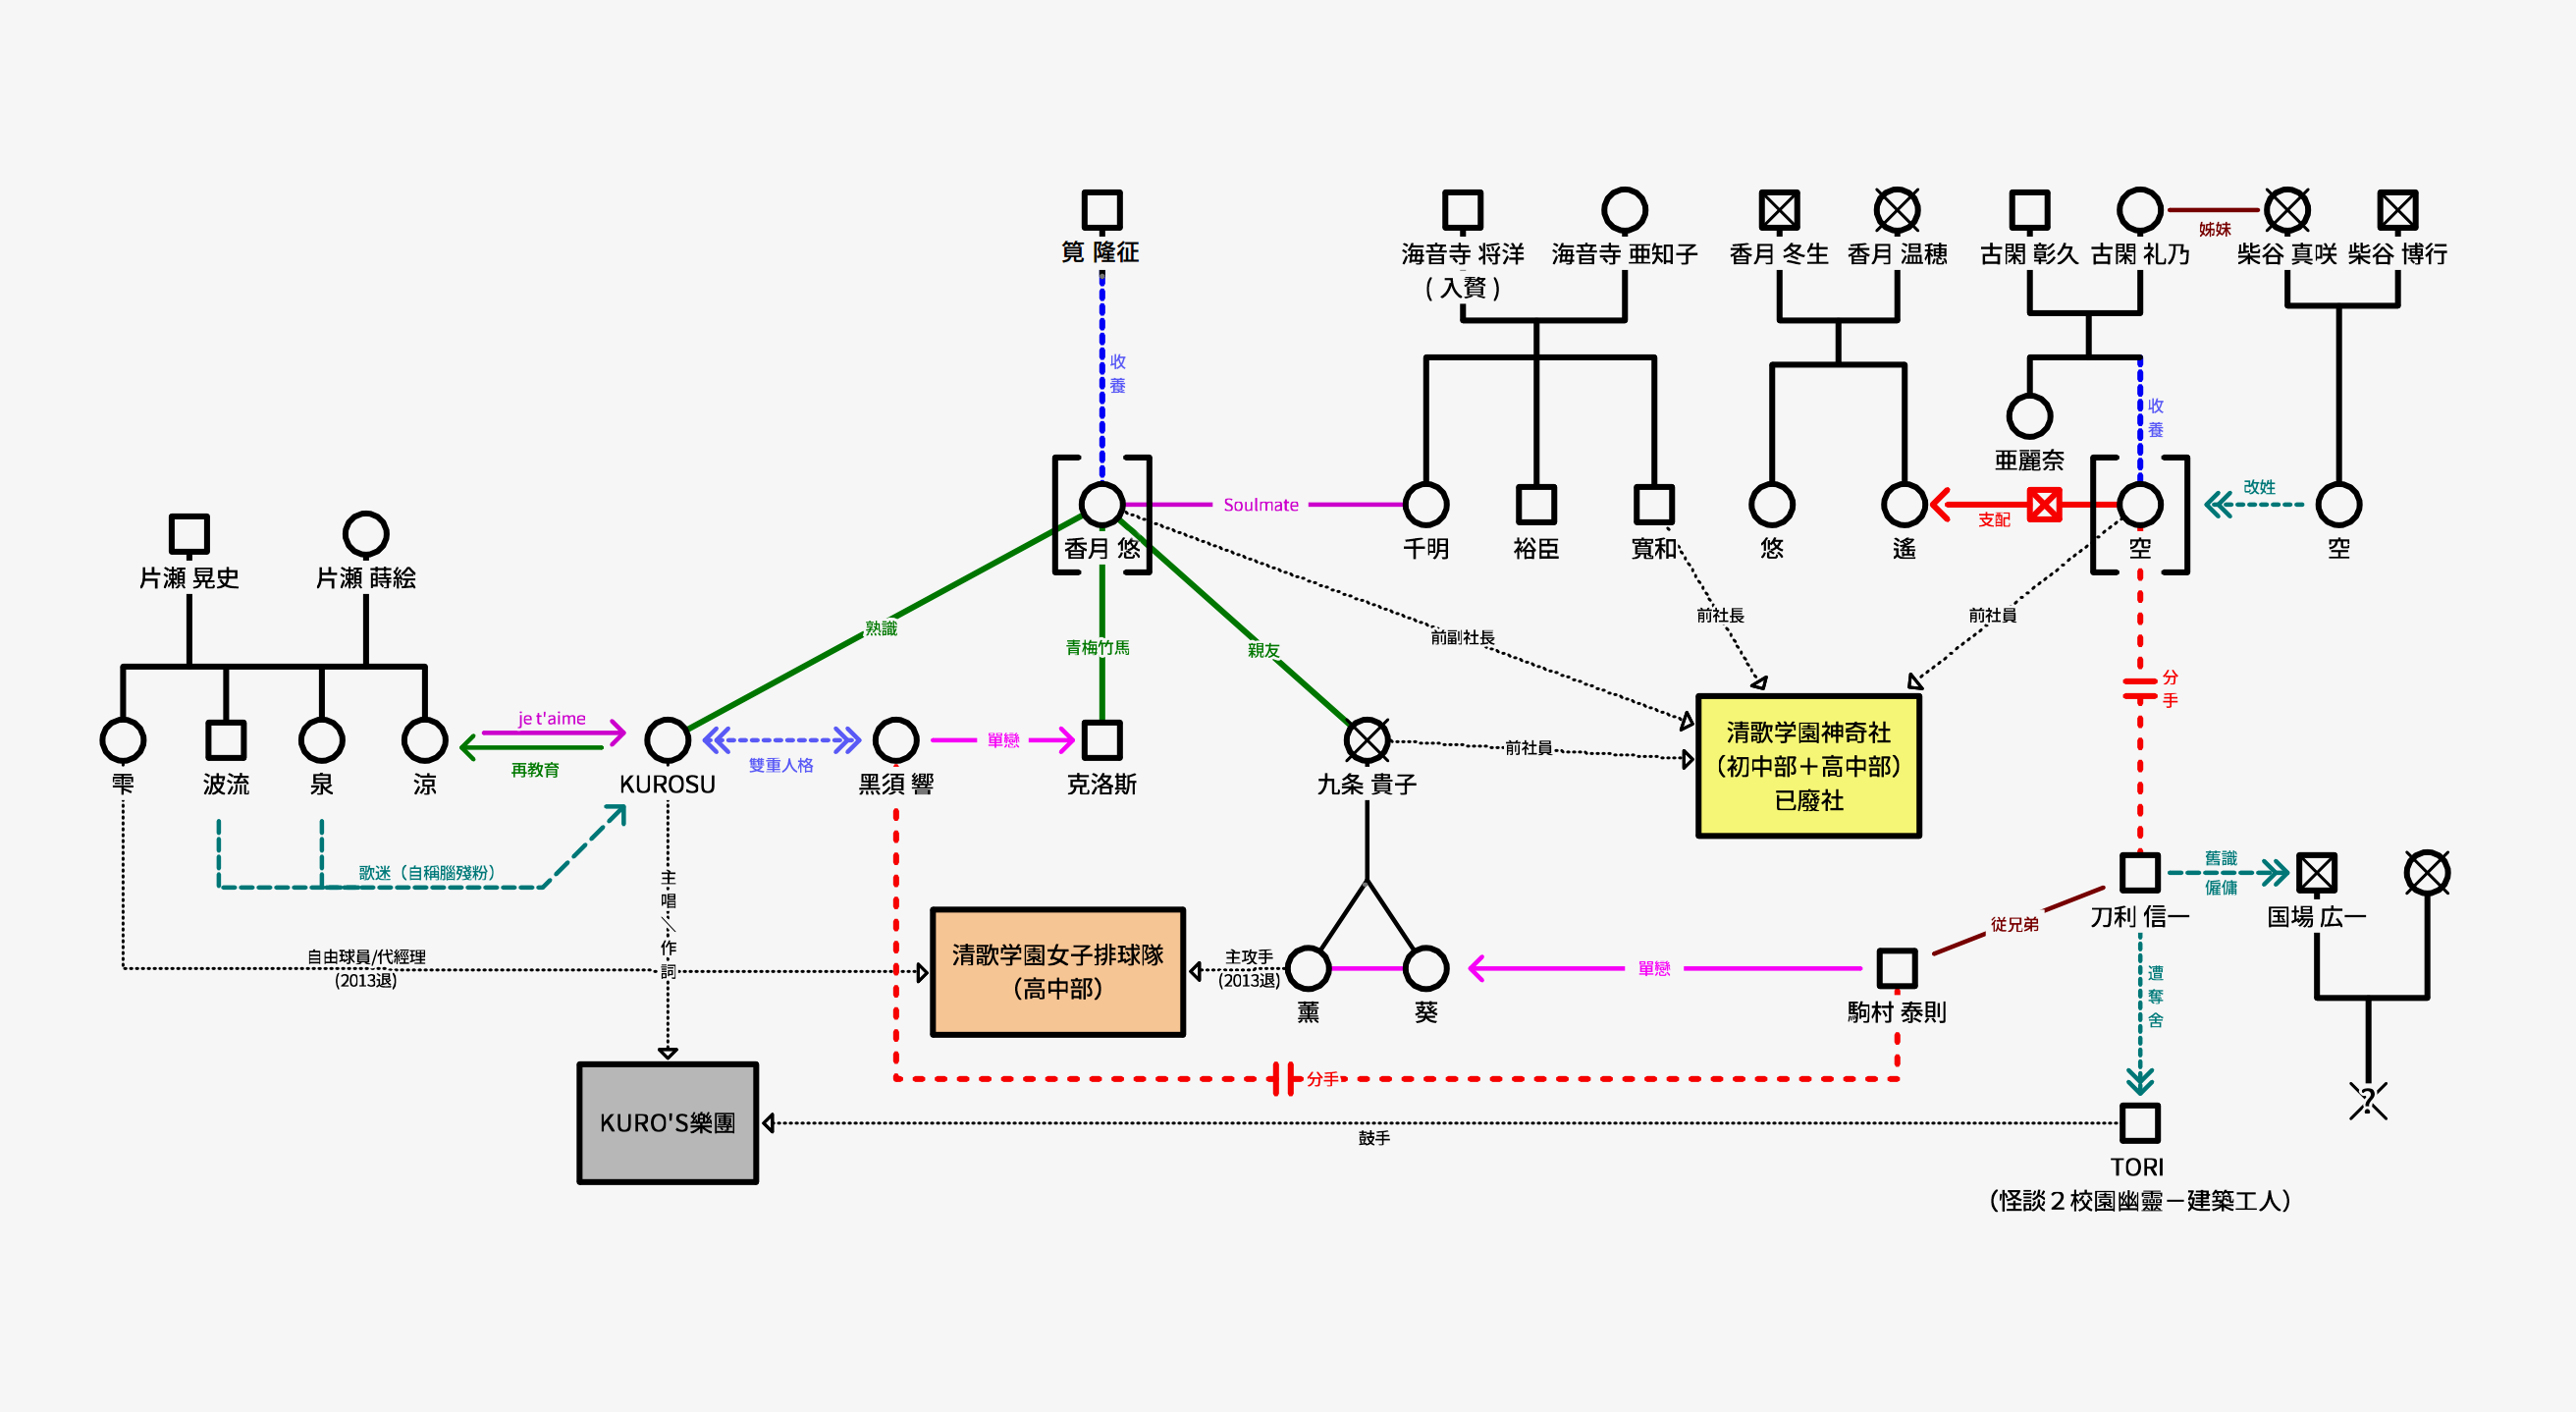 姊妹
筧 隆征
海音寺 将洋
( 入贅 )
海音寺 亜知子
香月 冬生
香月 温穂
古閑 彰久
古閑 礼乃
柴谷 真咲
柴谷 博行
收
養
收
養
亜麗奈
Soulmate
支配
改姓
香月 悠
千明
裕臣
寬和
悠
遙
空
空
片瀬 晃史
片瀬 蒔絵
熟識
青梅竹馬
親友
前副社長
前社長
前社員
分
手
je t'aime
再教育
雙重人格
單戀
前社員
清歌学園神奇社
（初中部＋高中部）
已廢社
雫
波流
泉
涼
KUROSU
黑須 響
克洛斯
九条 貴子
歌迷（自稱腦殘粉）
主
唱
／
作
詞
舊識
僱傭
刀利 信一
国場 広一
従兄弟
自由球員/代經理
(2013退)
清歌学園女子排球隊
（高中部）
主攻手
(2013退)
單戀
薫
葵
駒村 泰則
遭
奪
舍
分手
?
KURO'S樂團
鼓手
TORI
（怪談２校園幽靈－建築工人）